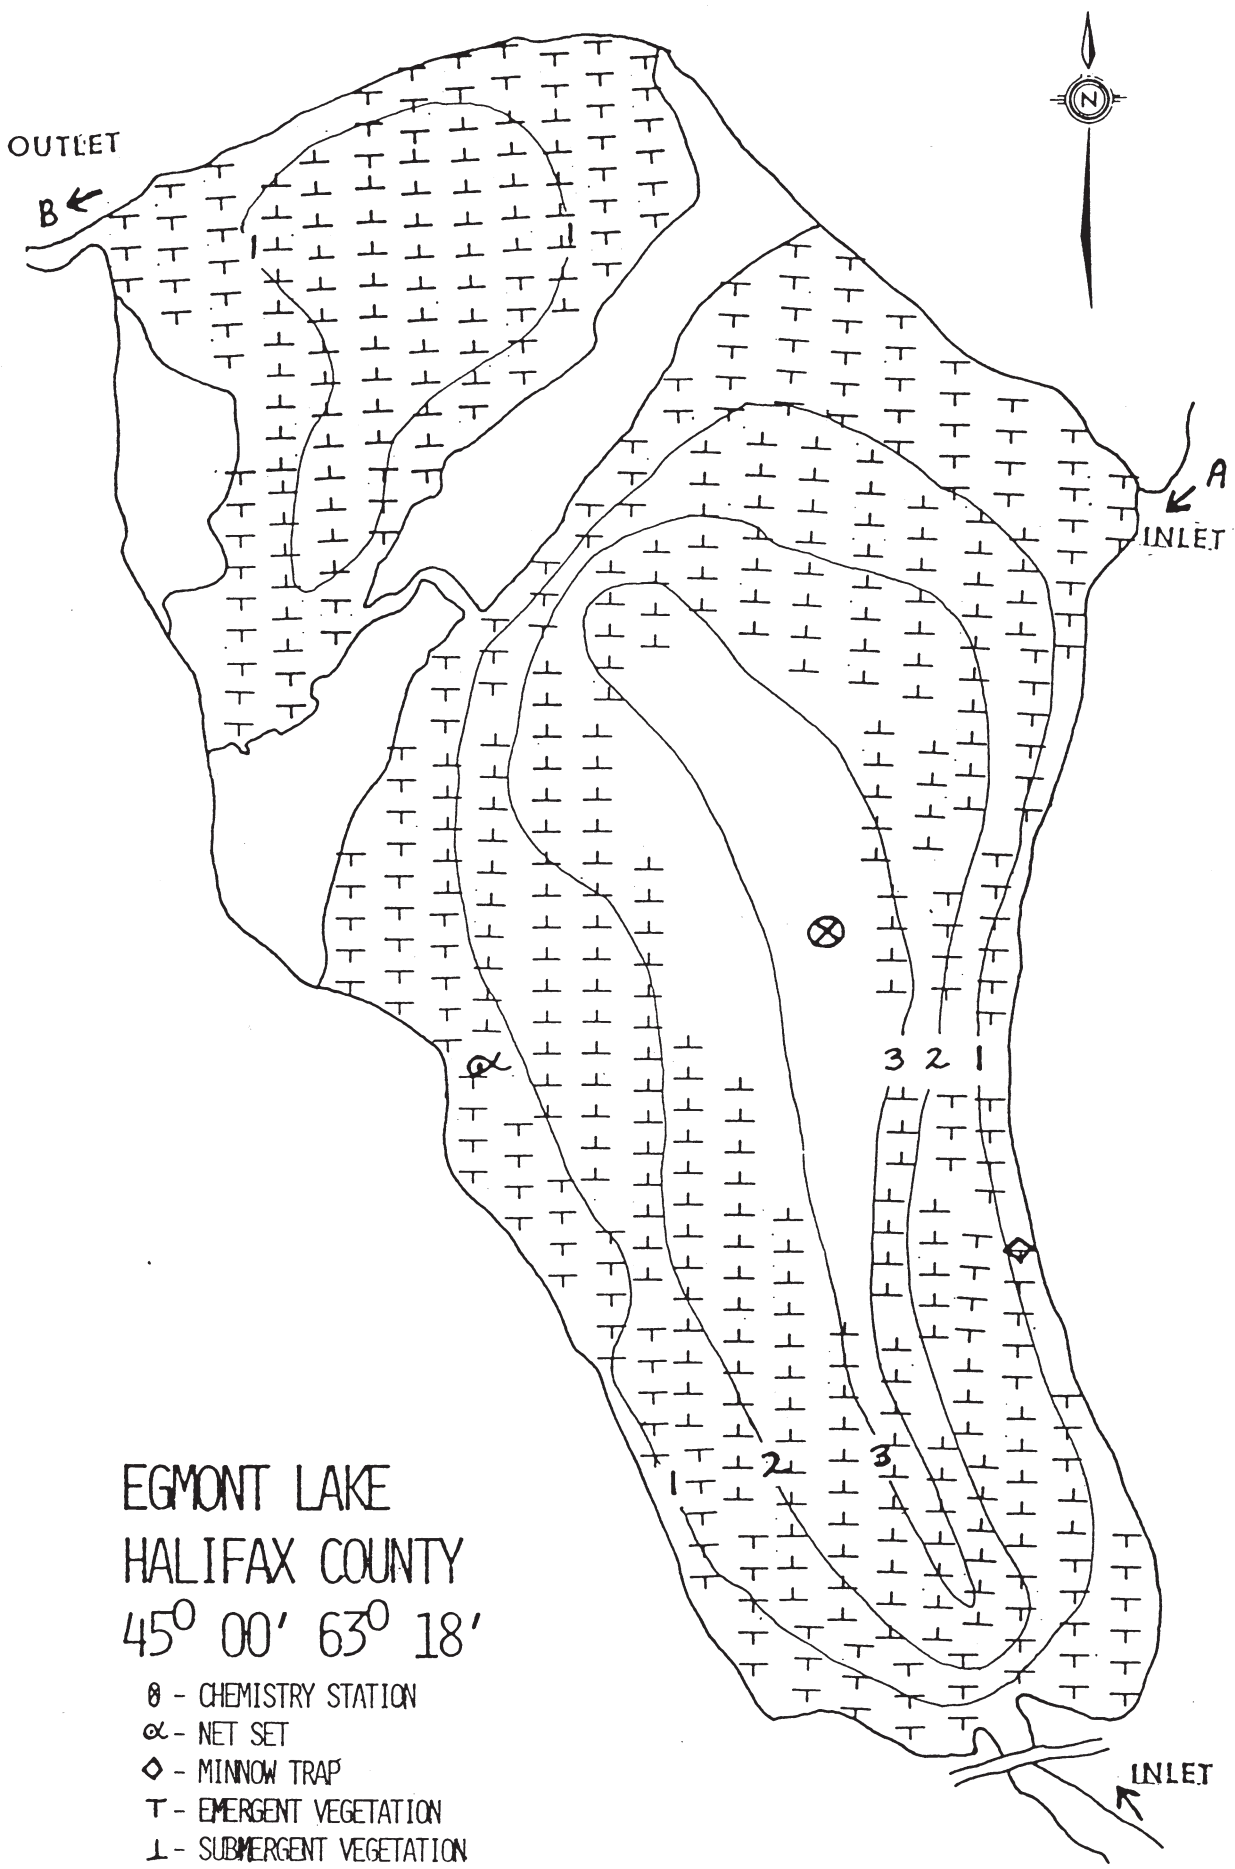 N
OUTLET
B
1
1
A
INLET
3 2 1
1
2
3
EGMONT LAKE
HALIFAX COUNTY
45° 00' 63° 18'
⊗ - CHEMISTRY STATION
∝ - NET SET
◇ - MINNOW TRAP
⊤ - EMERGENT VEGETATION
⊥ - SUBMERGENT VEGETATION
INLET